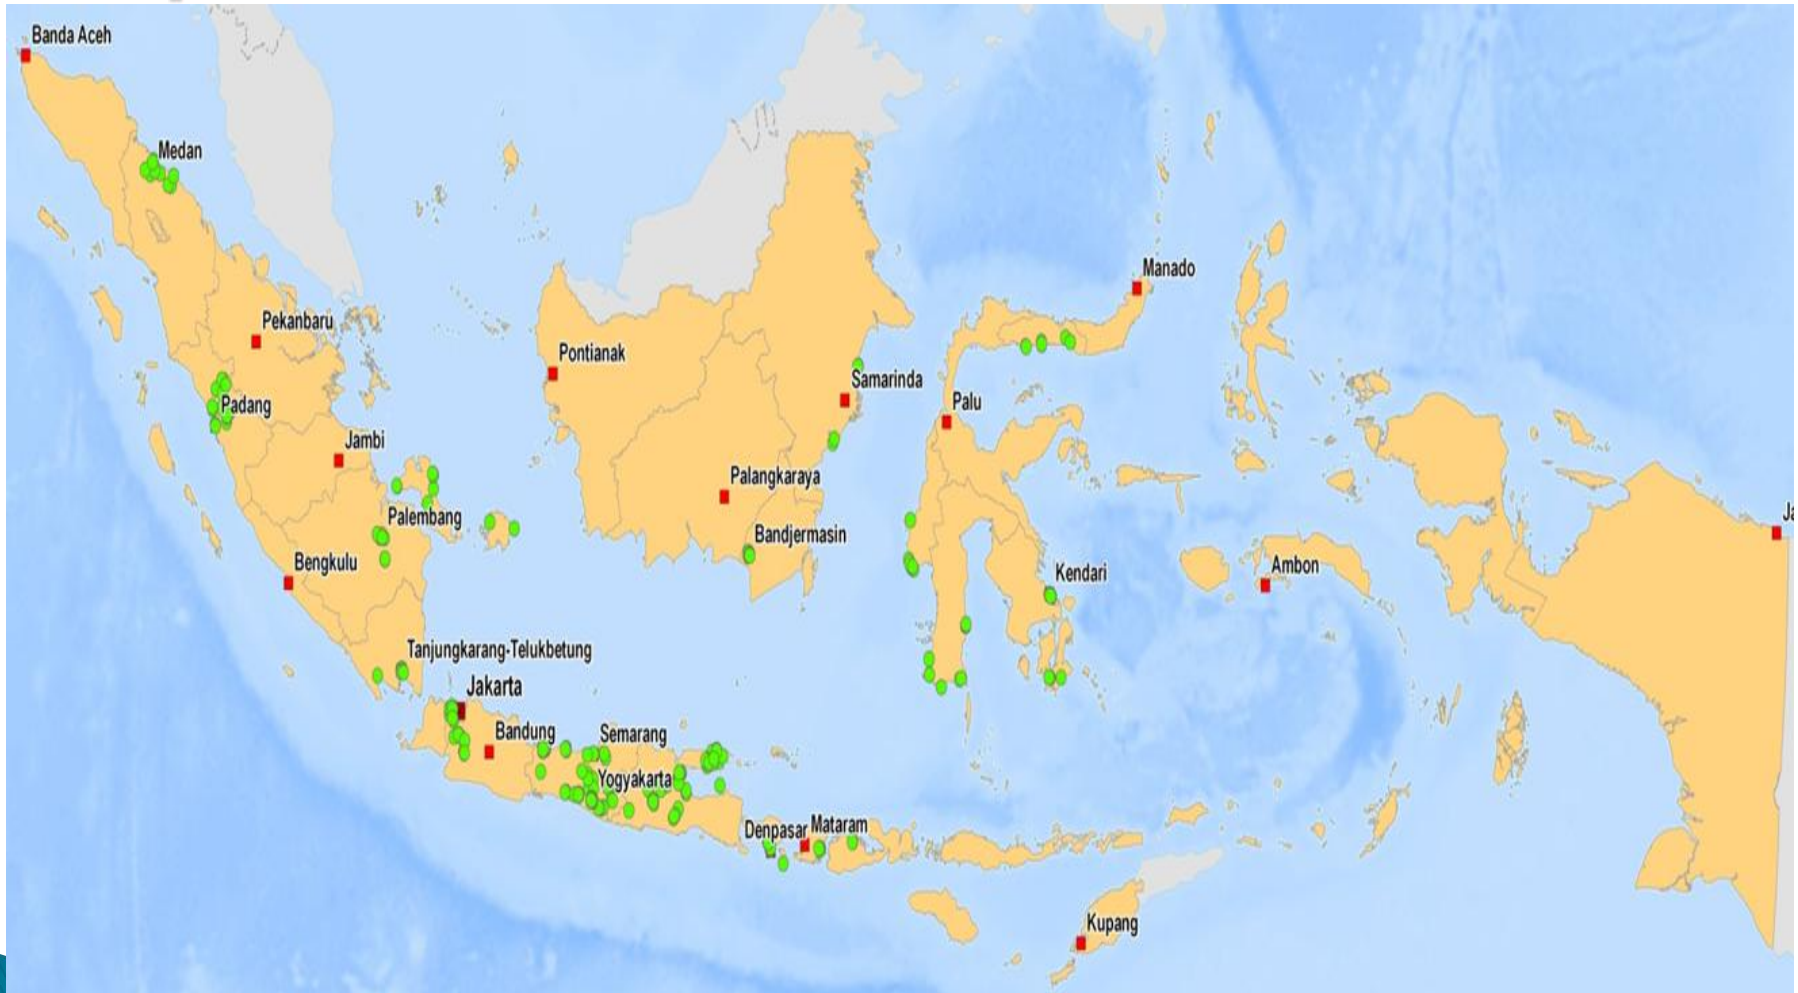 Banda Aceh
Medan
Manado
Pekanbaru
Pontianak
Samarinda
Padang
Palu
Jambi
Palangkaraya
Palembang
Ja
Bandjermasin
Bengkulu
Kendari
Ambon
Tanjungkarang-Telukbetung
Jakarta
Bandung
Semarang
Yogyakarta
Denpasar
Mataram
Kupang